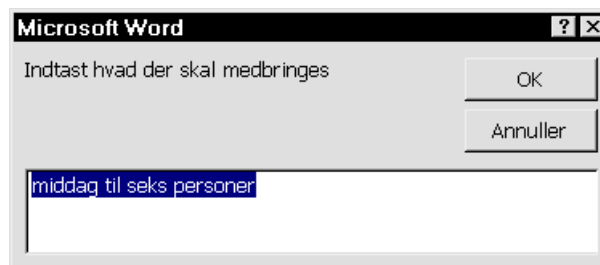 Microsoft Word
Indtast hvad der skal medbringes
OK
Annuller
middag til seks personer